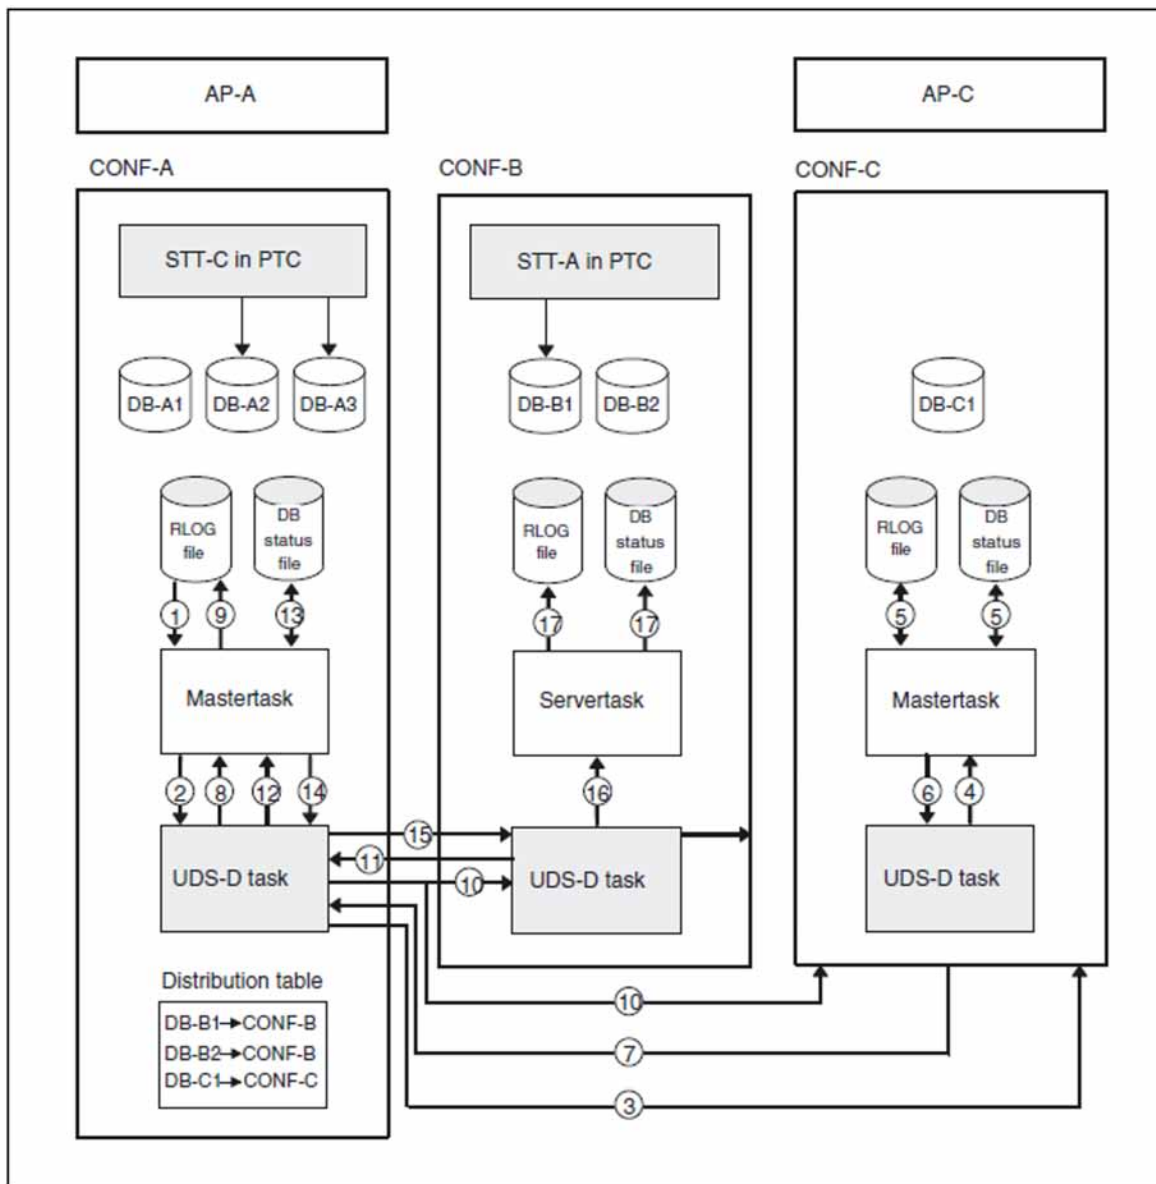 AP-A
AP-C
CONF-A
CONF-B
CONF-C
STT-C in PTC
STT-A in PTC
DB-A1
DB-A2
DB-A3
DB-B1
DB-B2
DB-C1
RLOG
file
DB
status
file
RLOG
file
DB
status
file
RLOG
file
DB
status
file
1
9
13
17
17
5
5
Mastertask
Servertask
Mastertask
2
8
12
14
16
6
4
15
11
10
UDS-D task
UDS-D task
UDS-D task
Distribution table
DB-B1→CONF-B
DB-B2→CONF-B
DB-C1→CONF-C
10
7
3